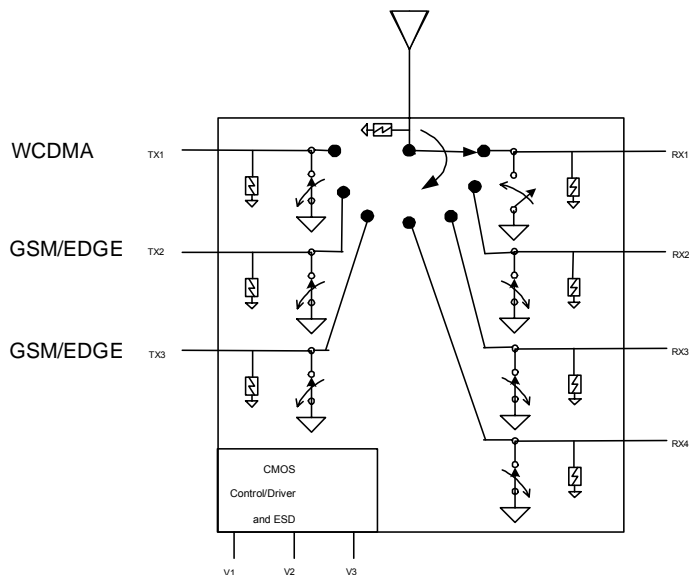 WCDMA TX1 RX1
GSM/EDGE TX2 RX2
GSM/EDGE TX3 RX3
RX4
CMOS
Control/Driver
and ESD
V1 V2 V3